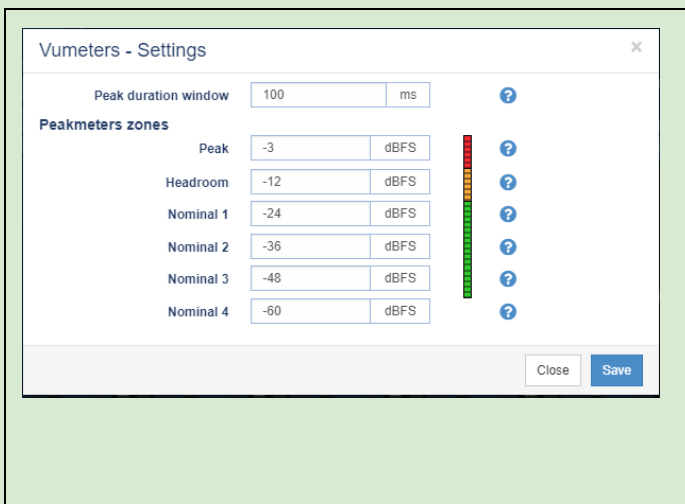 Vumeters - Settings ×
Peak duration window 100 ms ?
Peakmeters zones
Peak -3 dBFS ?
Headroom -12 dBFS ?
Nominal 1 -24 dBFS ?
Nominal 2 -36 dBFS ?
Nominal 3 -48 dBFS ?
Nominal 4 -60 dBFS ?
Close Save